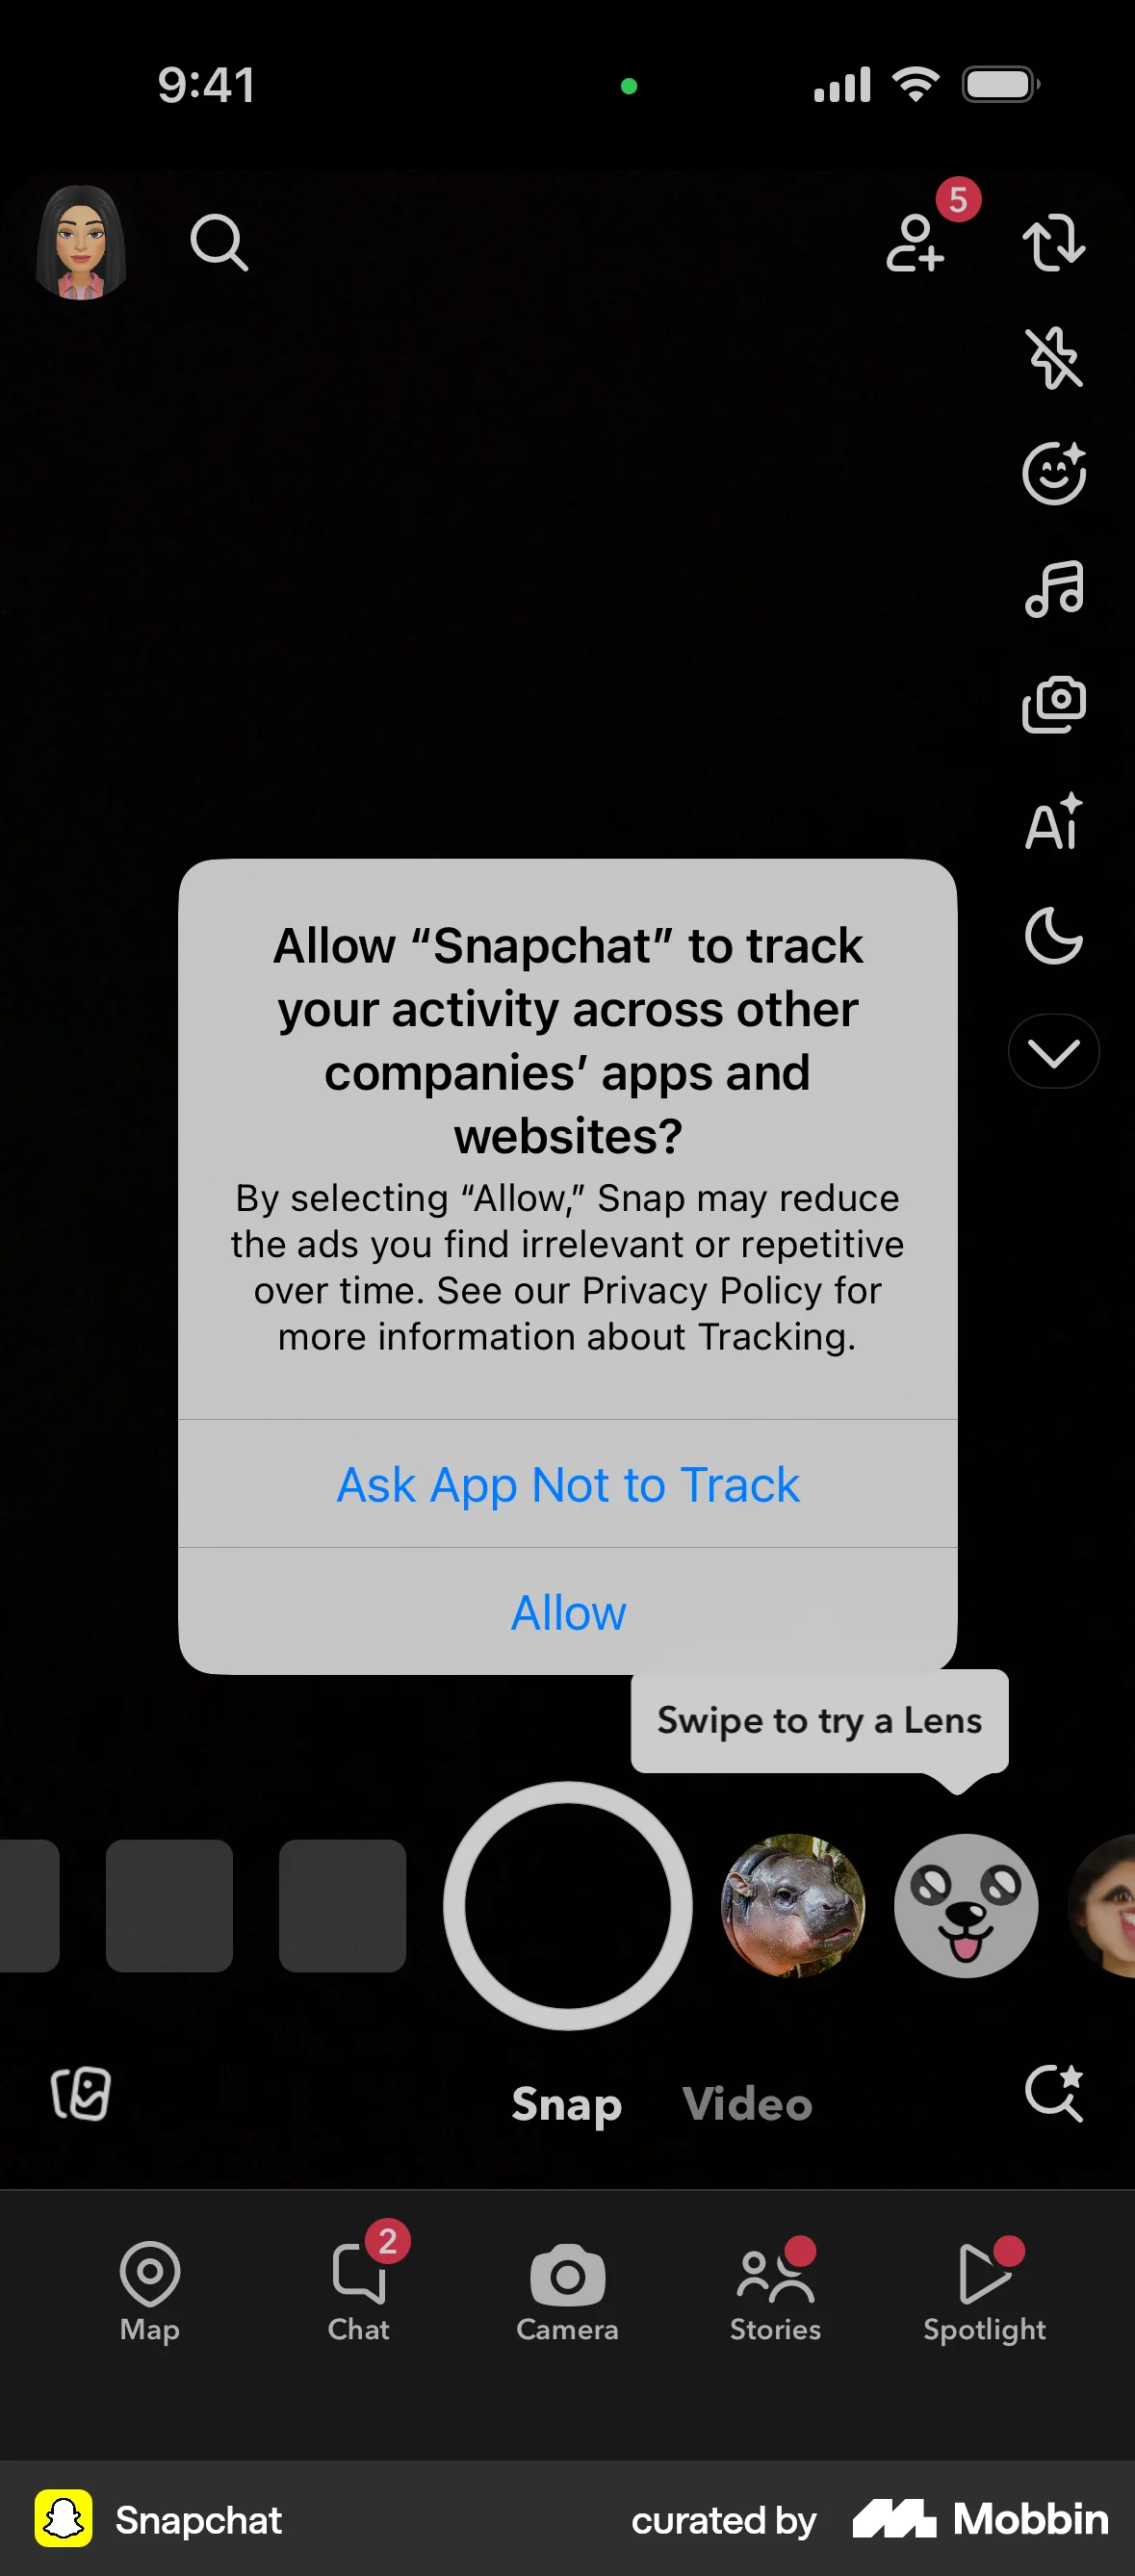 9:41
5
Ai
Allow “Snapchat” to track
your activity across other
companies’ apps and
websites?
By selecting “Allow,” Snap may reduce
the ads you find irrelevant or repetitive
over time. See our Privacy Policy for
more information about Tracking.
Ask App Not to Track
Allow
Swipe to try a Lens
Snap
Video
2
Map
Chat
Camera
Stories
Spotlight
Snapchat
curated by
Mobbin